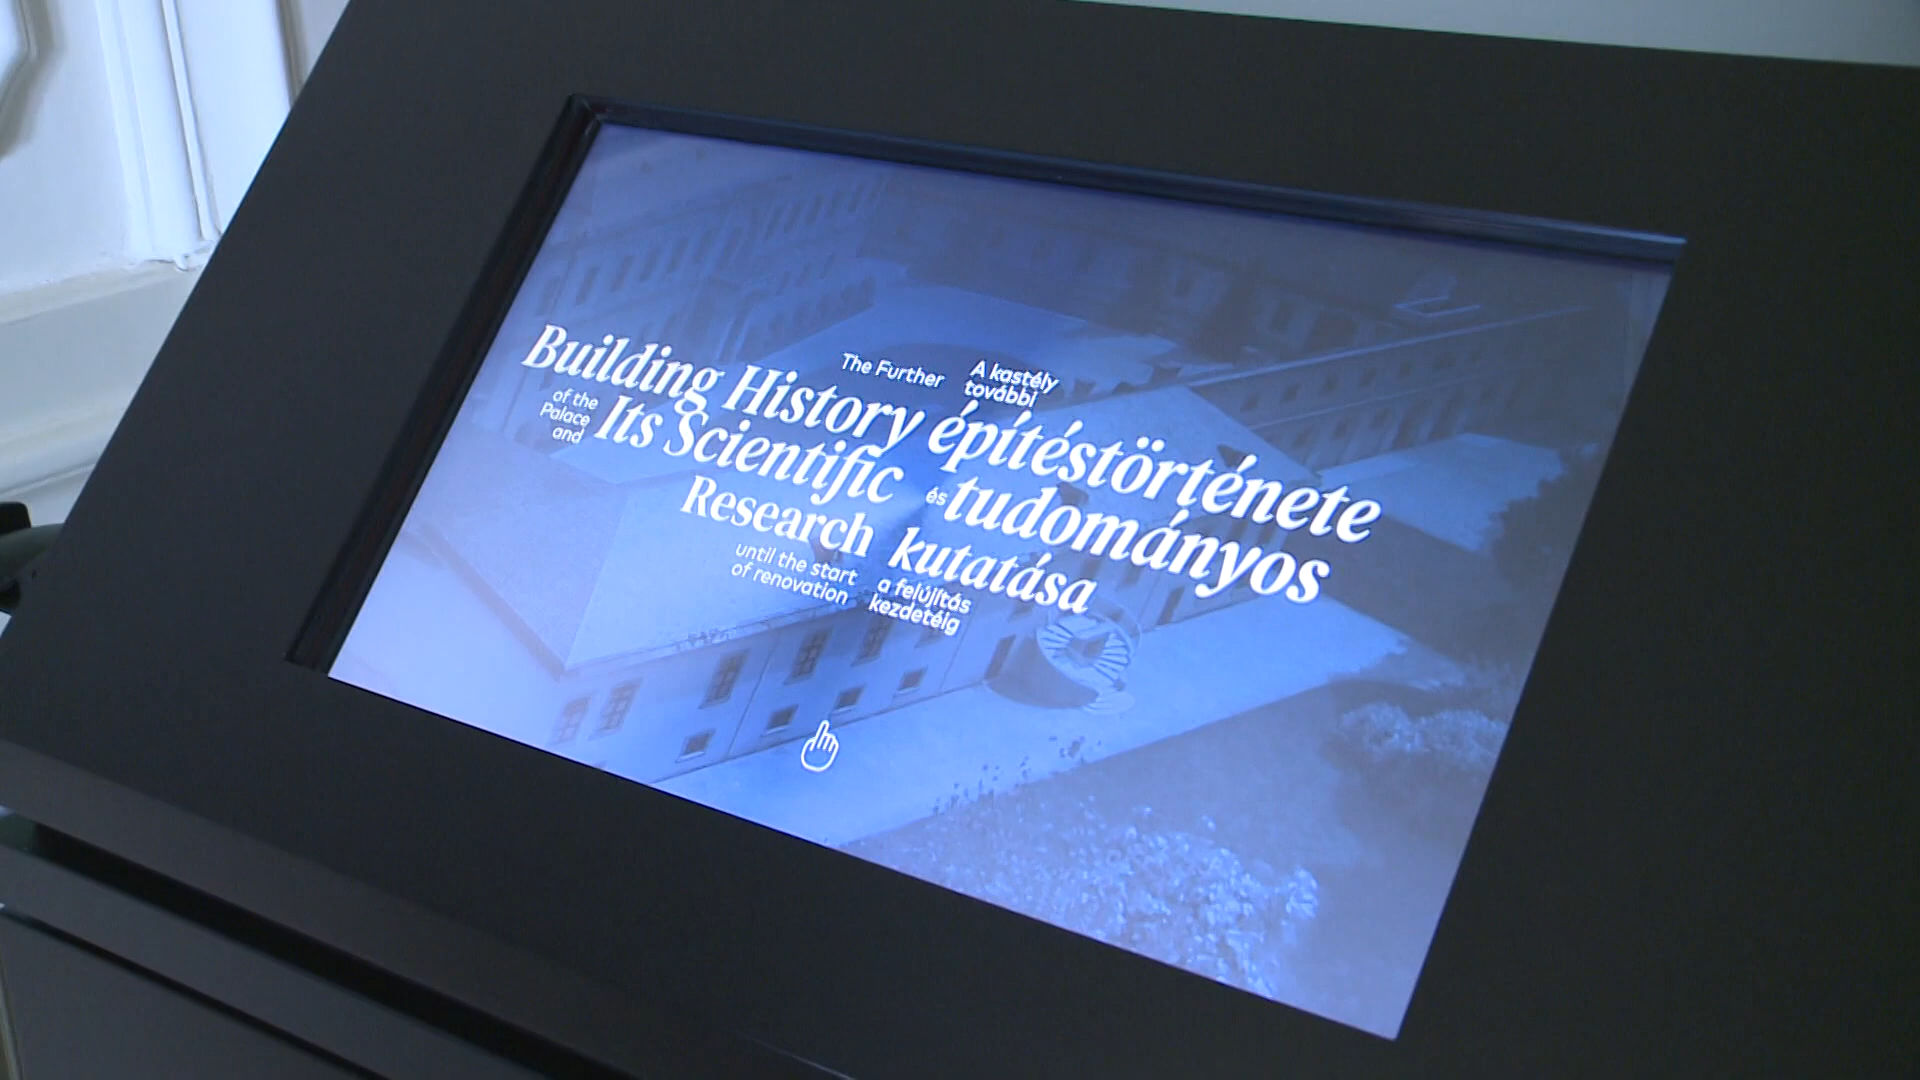 The Further
Building History
of the
Palace
and
Its Scientific
Research
until the start
of renovation
A kastély
további
építéstörténete
és tudományos
kutatása
a felújítás
kezdetéig